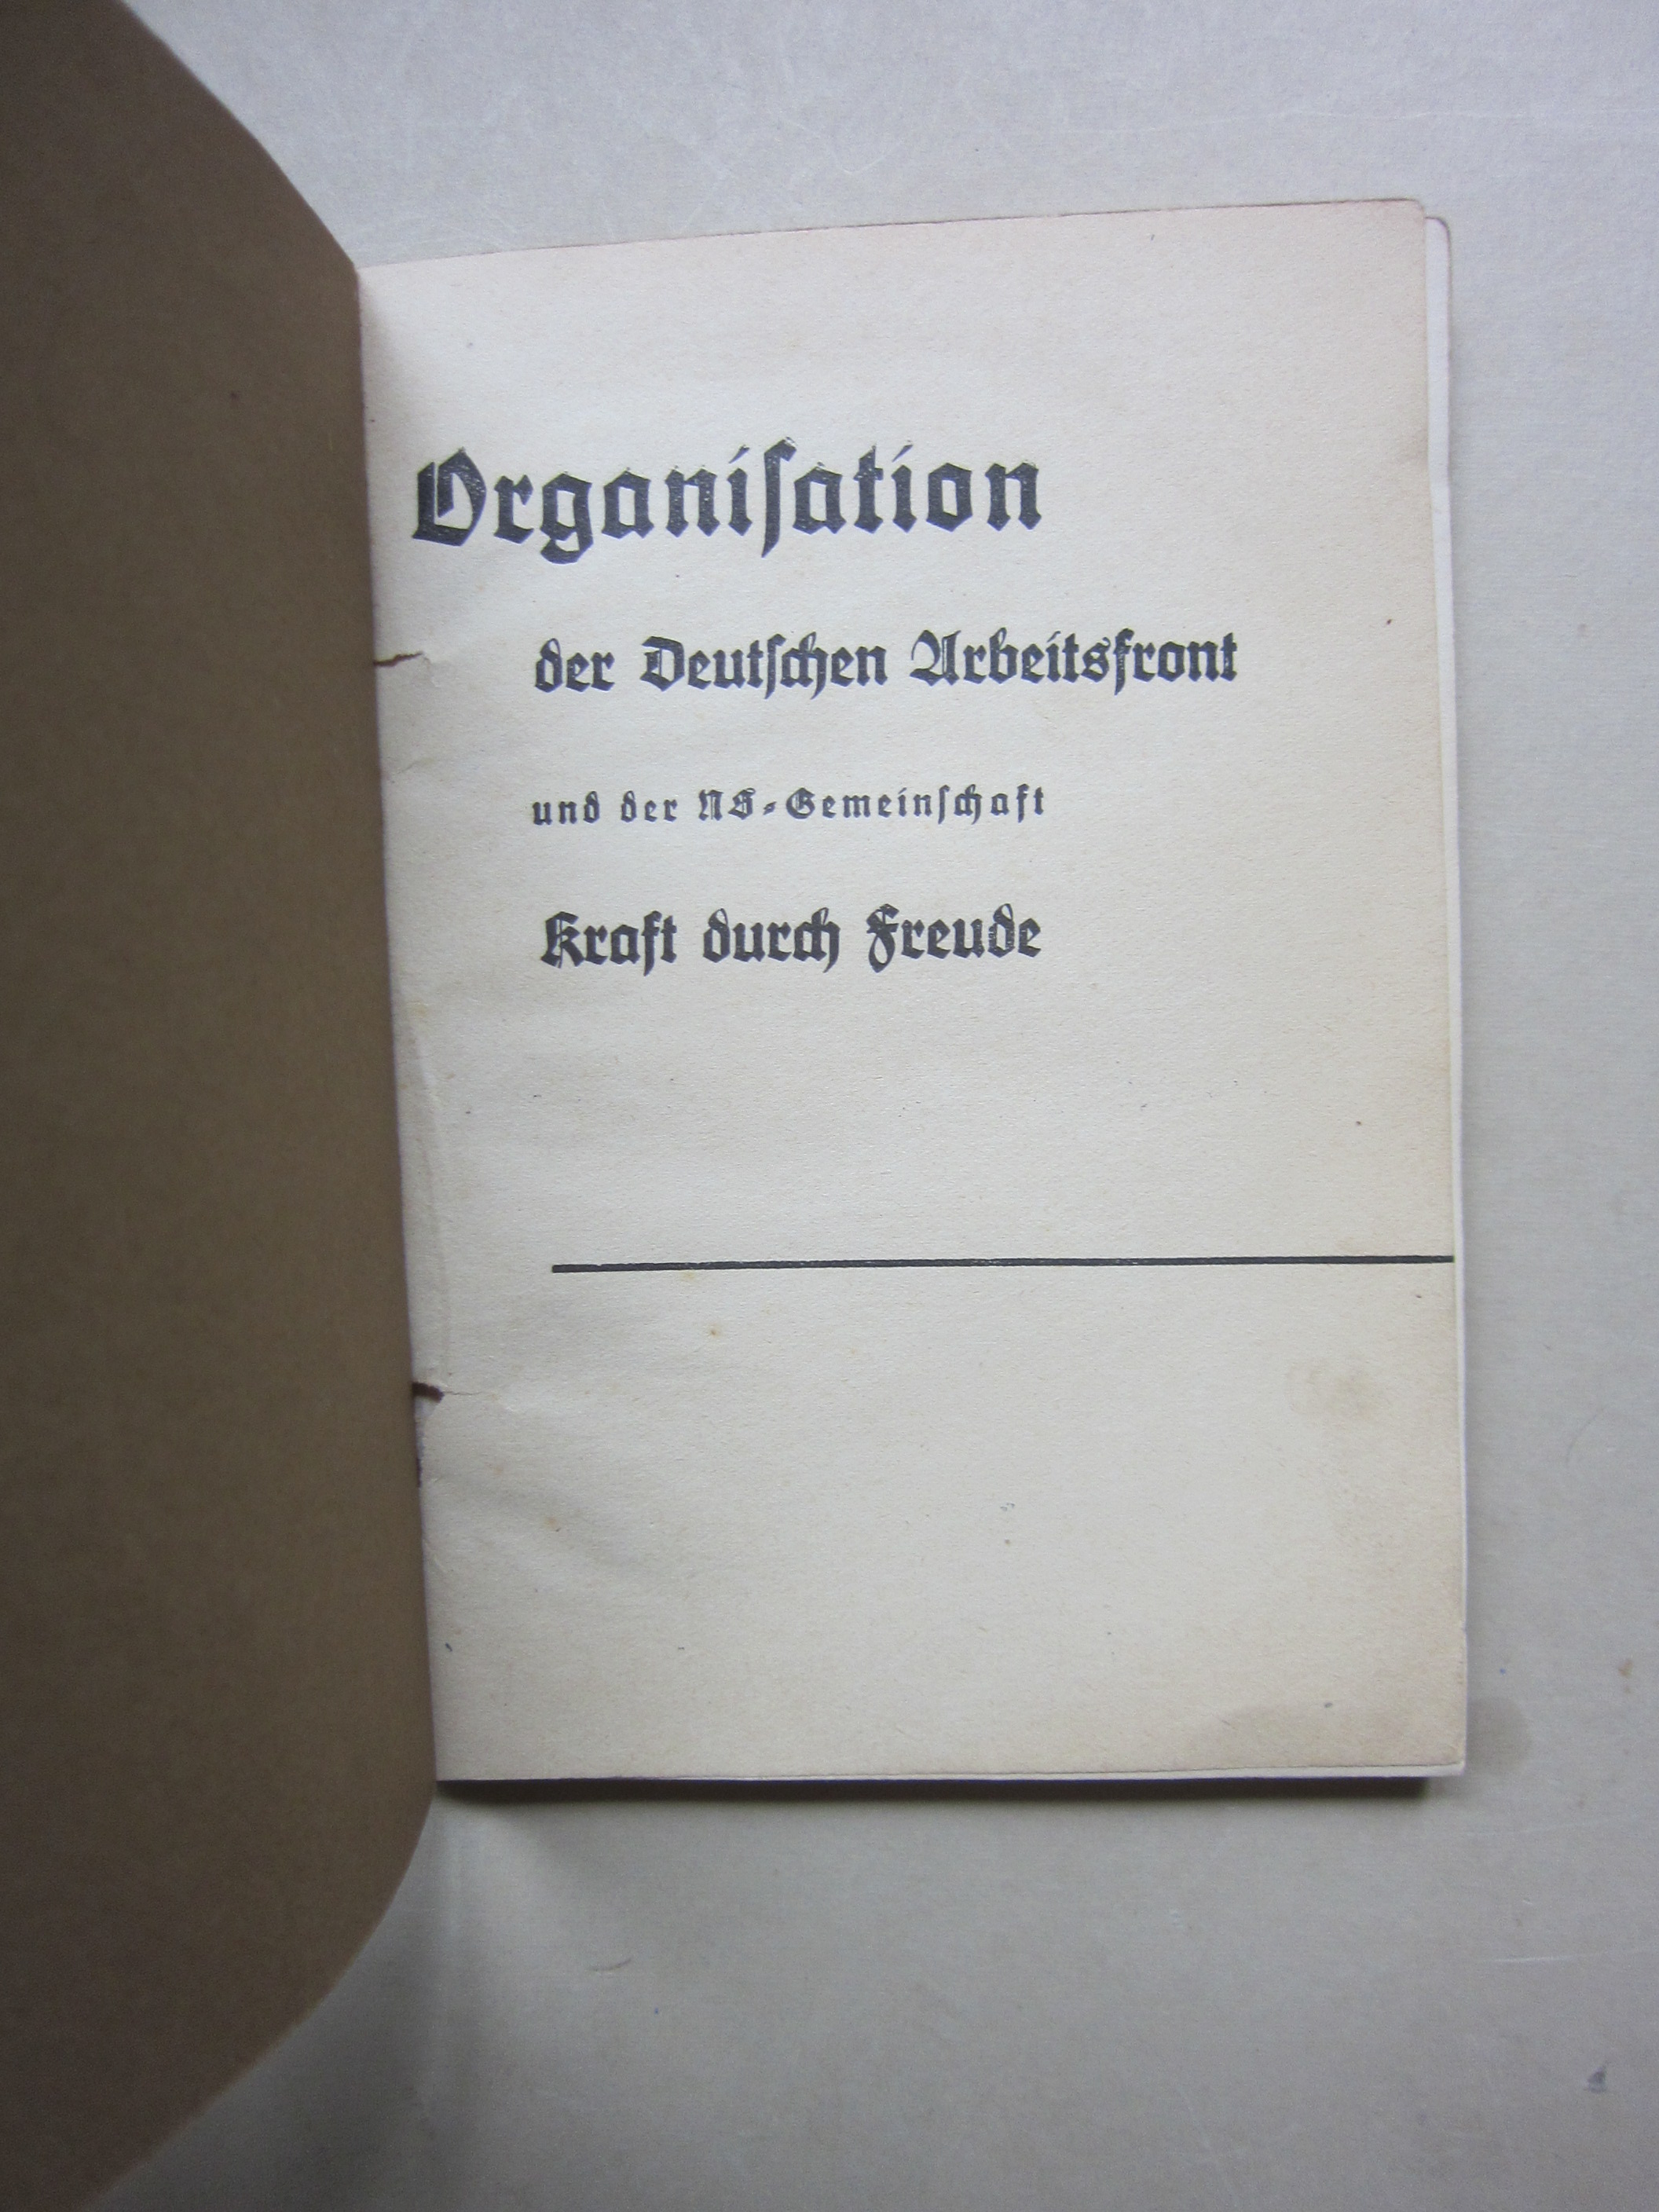 Organiſation
der Deutſchen Arbeitsfront
und der NS-Gemeinſchaft
Kraft durch Freude